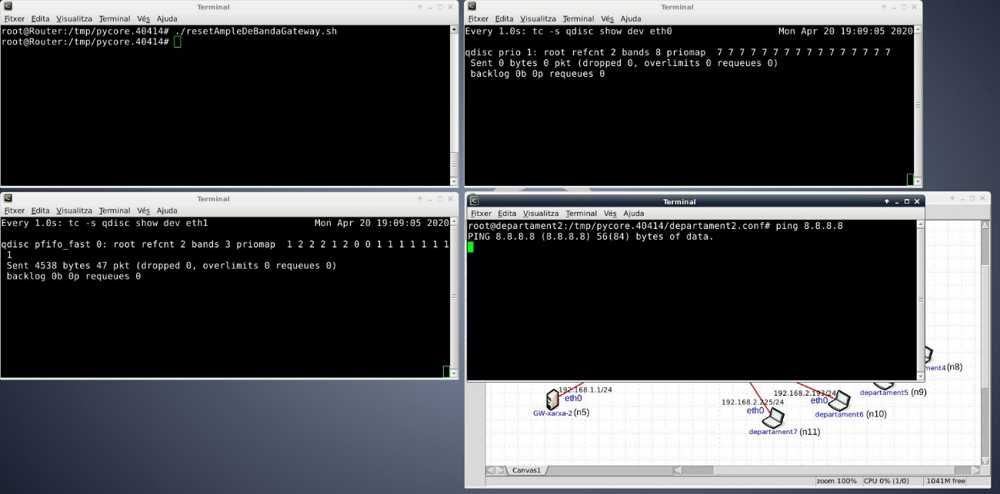 Terminal
Fitxer Edita Visualitza Terminal Vés Ajuda
root@Router:/tmp/pycore.40414# ./resetAmpleDeBandaGateway.sh
root@Router:/tmp/pycore.40414#
Terminal
Fitxer Edita Visualitza Terminal Vés Ajuda
Every 1.0s: tc -s qdisc show dev eth0 Mon Apr 20 19:09:05 2020
qdisc prio 1: root refcnt 2 bands 8 priomap 7 7 7 7 7 7 7 7 7 7 7 7 7 7 7 7
Sent 0 bytes 0 pkt (dropped 0, overlimits 0 requeues 0)
backlog 0b 0p requeues 0
Terminal
Fitxer Edita Visualitza Terminal Vés Ajuda
Every 1.0s: tc -s qdisc show dev eth1 Mon Apr 20 19:09:05 2020
qdisc pfifo_fast 0: root refcnt 2 bands 3 priomap 1 2 2 2 1 2 0 0 1 1 1 1 1 1 1
1
Sent 4538 bytes 47 pkt (dropped 0, overlimits 0 requeues 0)
backlog 0b 0p requeues 0
Terminal
Fitxer Edita Visualitza Terminal Vés Ajuda
root@departament2:/tmp/pycore.40414/departament2.conf# ping 8.8.8.8
PING 8.8.8.8 (8.8.8.8) 56(84) bytes of data.
ment4 (n8)
192.168.1.1/24
eth0
GW-xarxa-2 (n5)
192.168.2.225/24
eth0
departament7 (n11)
192.168.2.193/24
eth0
departament6 (n10)
departament5 (n9)
Canvas1
zoom 100% CPU 0% (1/0) 1041M free